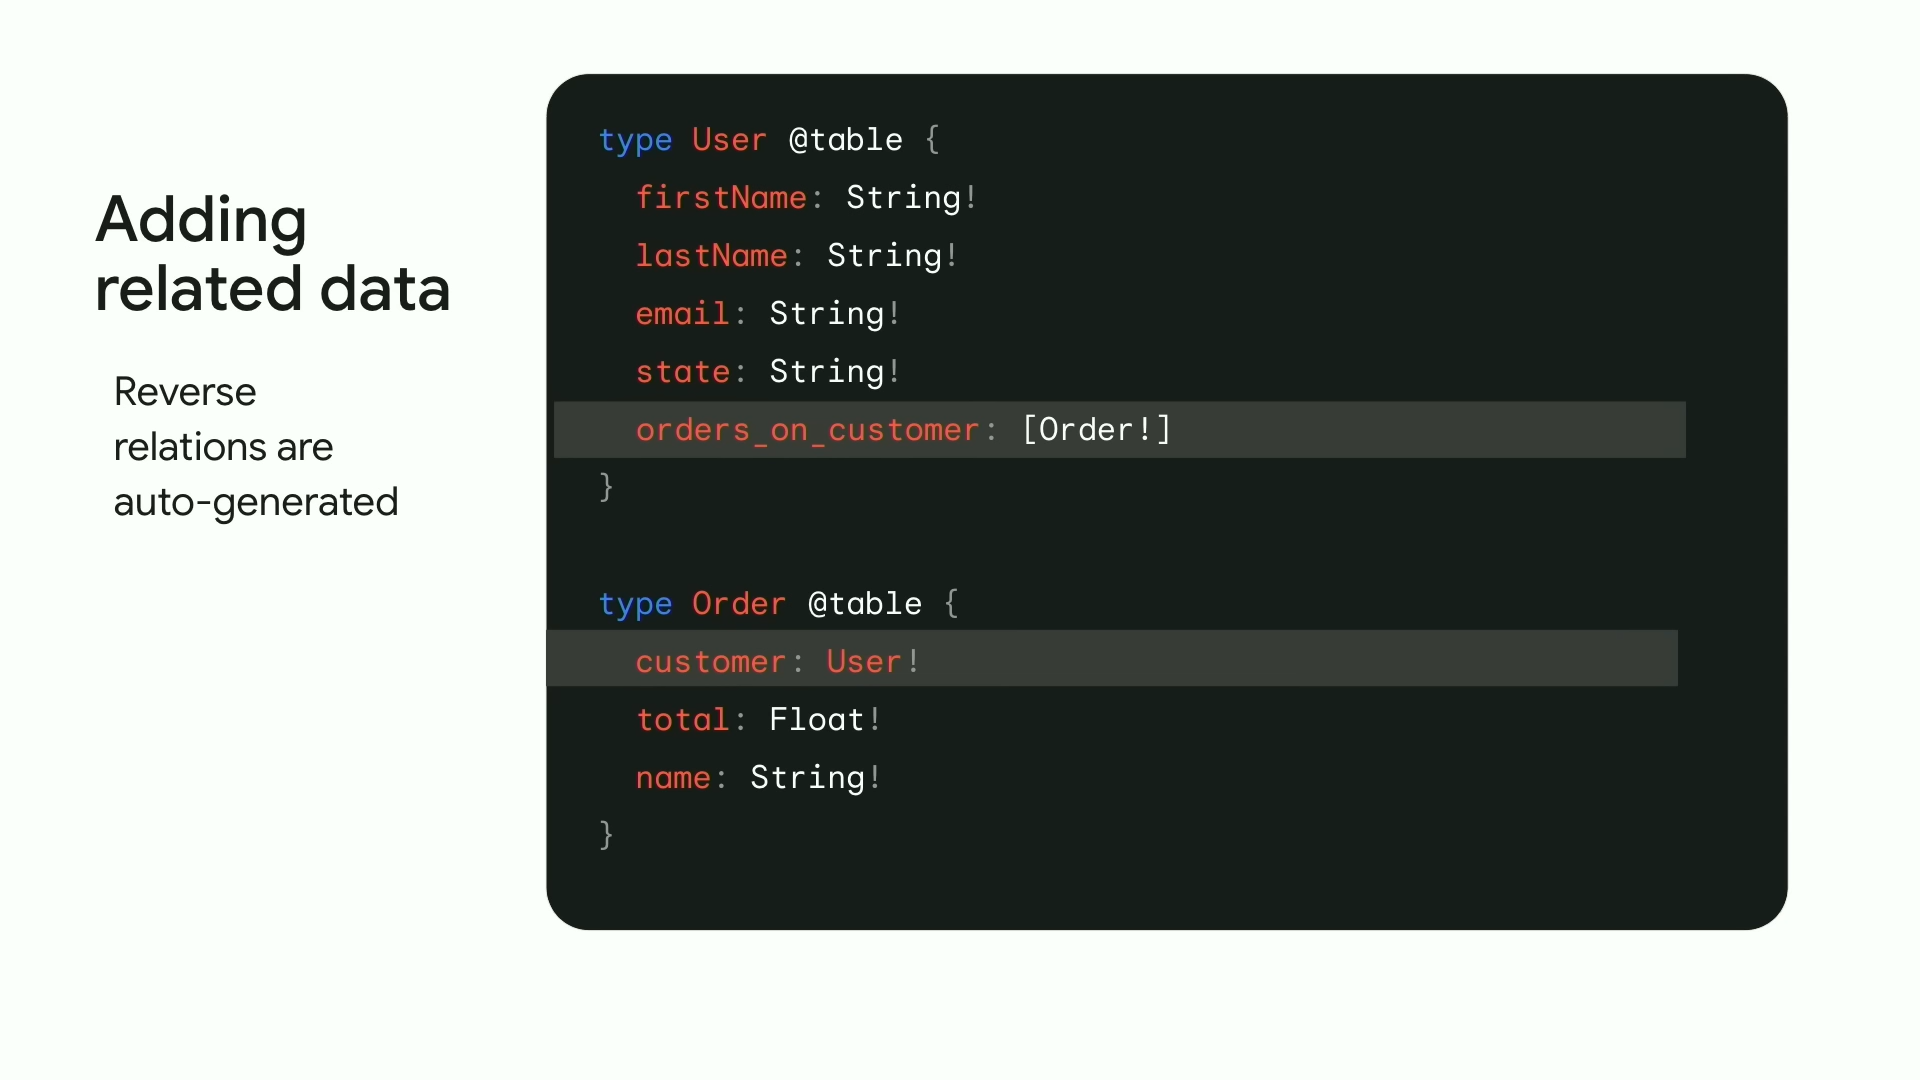 Adding
related data
Reverse
relations are
auto-generated
type User @table {
firstName: String!
lastName: String!
email: String!
state: String!
orders_on_customer: [Order!]
}
type Order @table {
customer: User!
total: Float!
name: String!
}